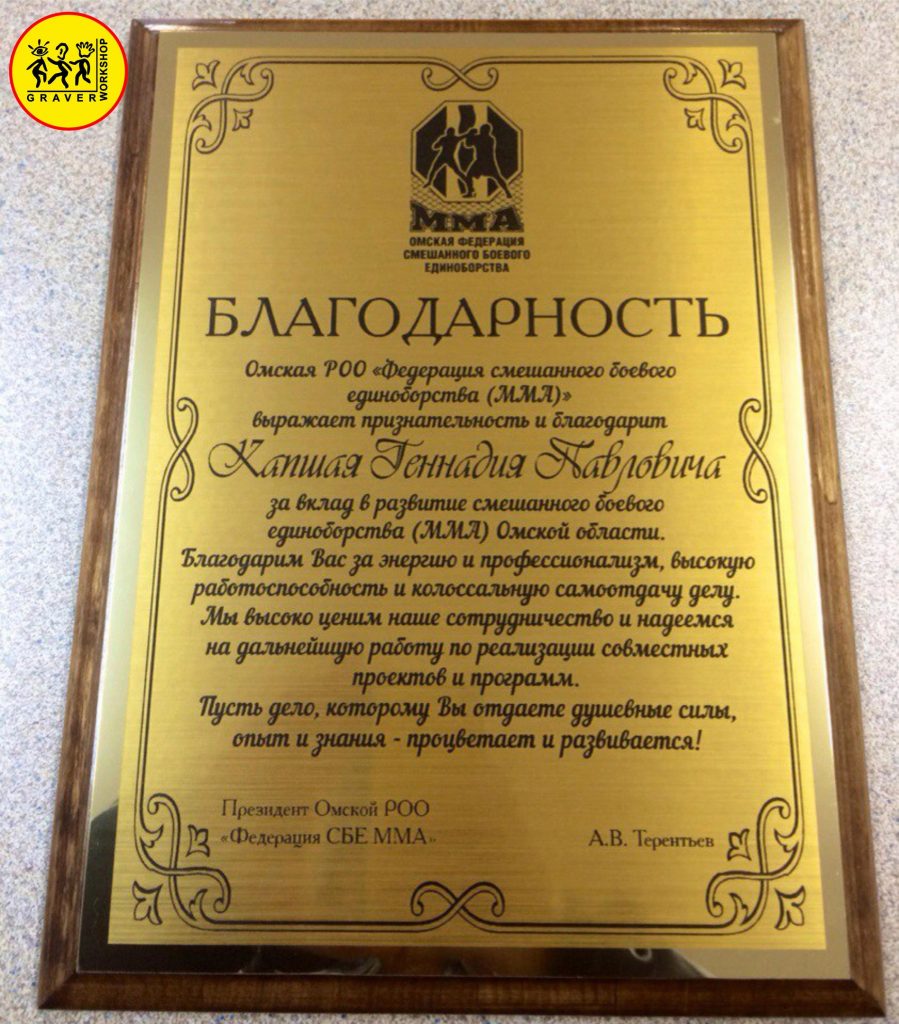 GRAVER WORKSHOP
ММА
ОМСКАЯ ФЕДЕРАЦИЯ
СМЕШАННОГО БОЕВОГО
ЕДИНОБОРСТВА
БЛАГОДАРНОСТЬ
Омская РОО «Федерация смешанного боевого
единоборства (ММА)»
выражает признательность и благодарит
Капшая Геннадия Павловича
за вклад в развитие смешанного боевого
единоборства (ММА) Омской области.
Благодарим Вас за энергию и профессионализм, высокую
работоспособность и колоссальную самоотдачу делу.
Мы высоко ценим наше сотрудничество и надеемся
на дальнейшую работу по реализации совместных
проектов и программ.
Пусть дело, которому Вы отдаете душевные силы,
опыт и знания - процветает и развивается!
Президент Омской РОО
«Федерация СБЕ ММА»
А.В. Терентьев